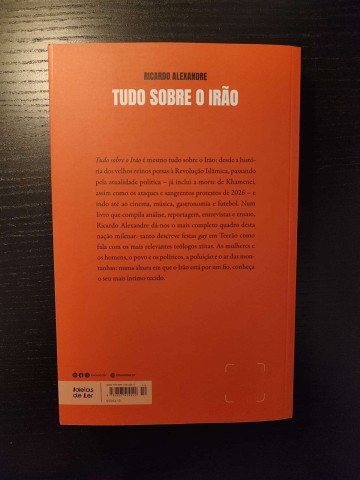 RICARDO ALEXANDRE
TUDO SOBRE O IRÃO
Tudo sobre o Irão é mesmo tudo sobre o Irão: desde a histó-
ria dos velhos reinos persas à Revolução Islâmica, passando
pela atualidade política – já inclui a morte de Khamenei,
assim como os ataques e sangrentos protestos de 2026 – e
indo até ao cinema, música, gastronomia e futebol. Num
livro que compila análise, reportagem, entrevistas e ensaio,
Ricardo Alexandre dá-nos o mais completo quadro desta
nação milenar: tanto descreve festas gay em Teerão como
fala com os mais relevantes teólogos xiitas. As mulheres e
os homens, o povo e os políticos, a poluição e o ar das mon-
tanhas: numa altura em que o Irão está por um fio, conheça
o seu mais íntimo tecido.
Ideias
de Ler